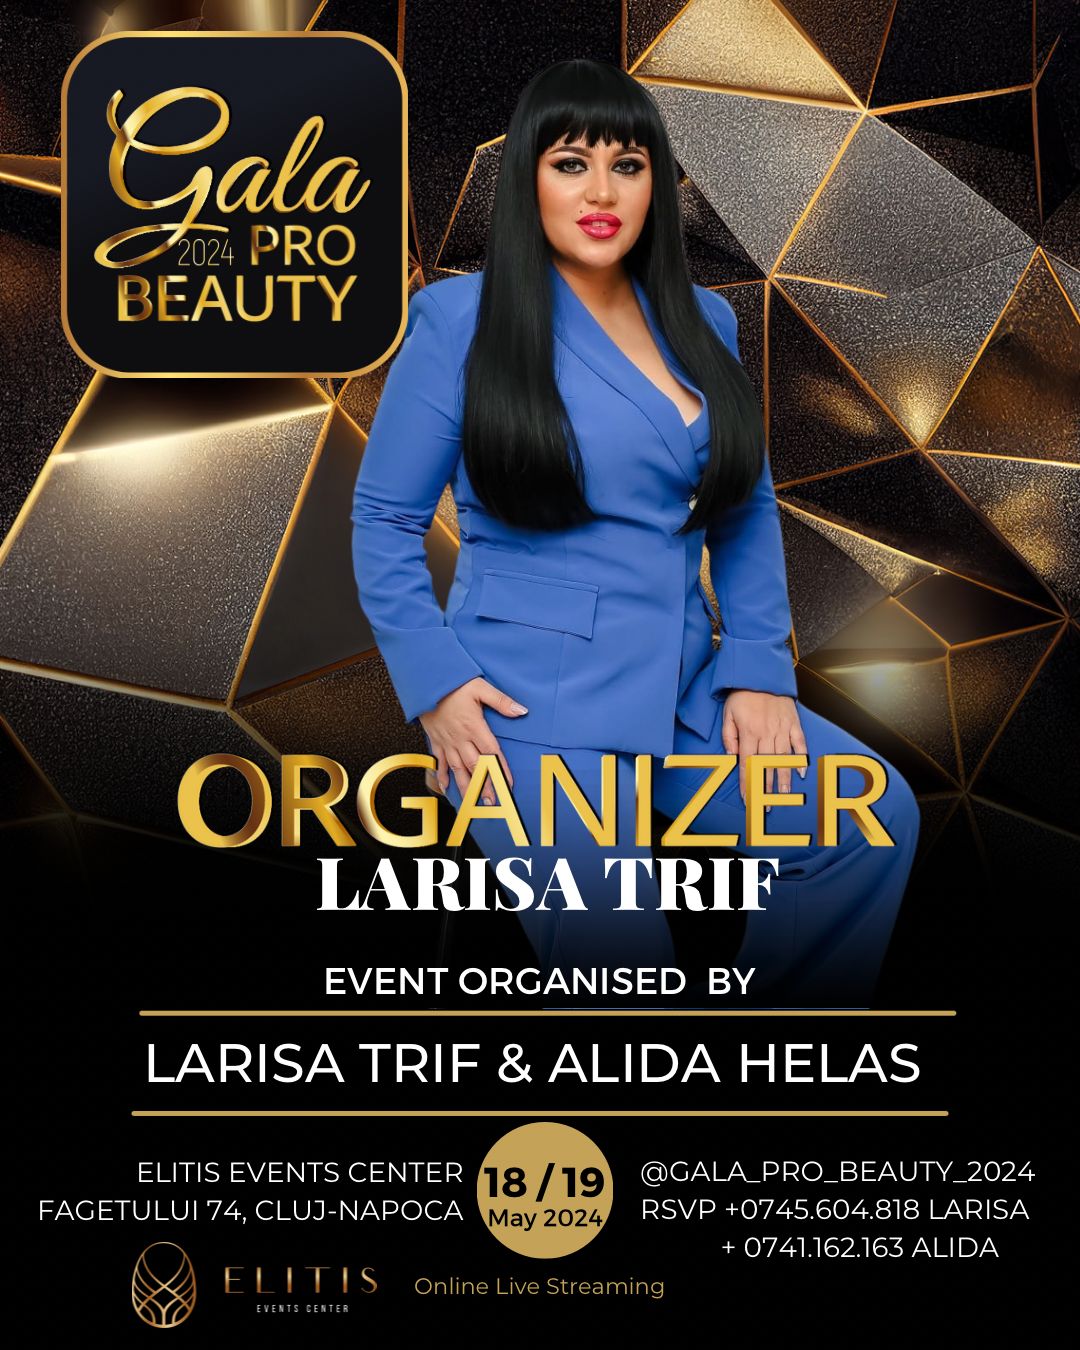 Gala
2024 PRO
BEAUTY
ORGANIZER
LARISA TRIF
EVENT ORGANISED BY
LARISA TRIF & ALIDA HELAS
ELITIS EVENTS CENTER
FAGETULUI 74, CLUJ-NAPOCA
18 / 19
May 2024
@GALA_PRO_BEAUTY_2024
RSVP +0745.604.818 LARISA
+ 0741.162.163 ALIDA
ELITIS
EVENTS CENTER
Online Live Streaming